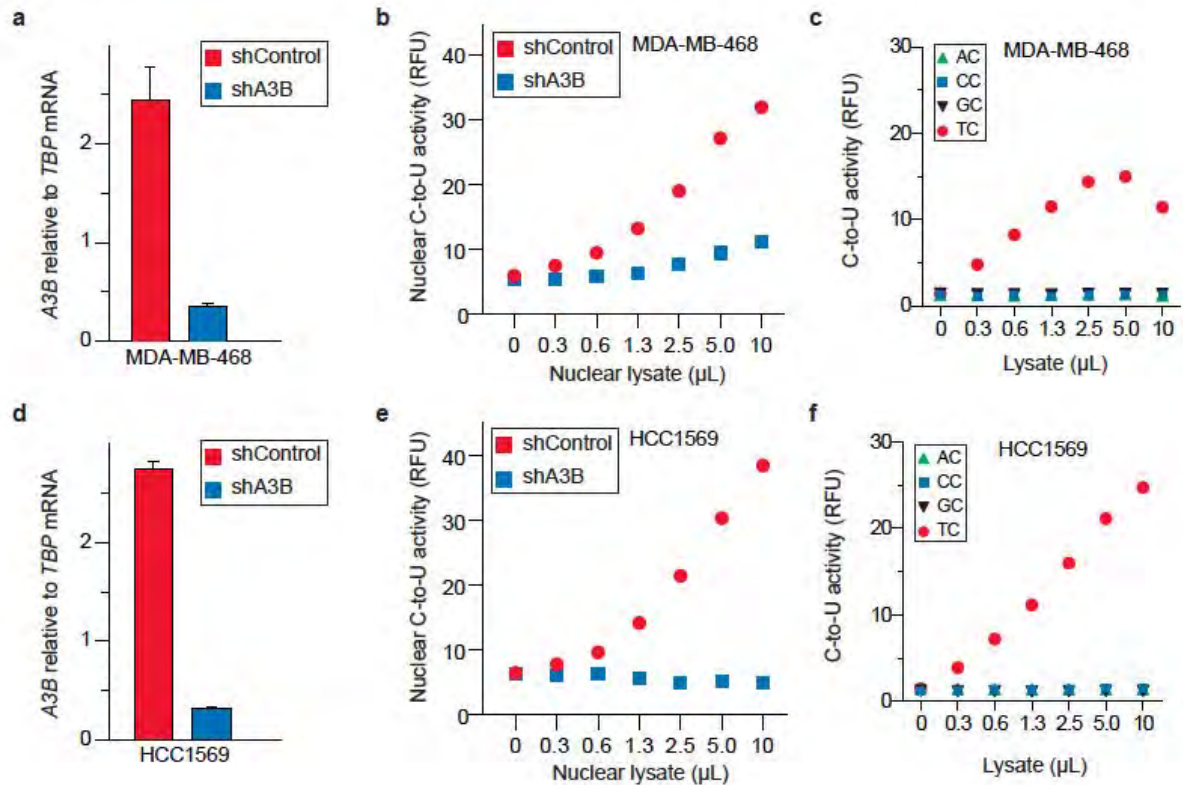 a
A3B relative to TBP mRNA
2
1
0
shControl
shA3B
MDA-MB-468
b
Nuclear C-to-U activity (RFU)
40
30
20
10
0
shControl
shA3B
MDA-MB-468
0 0.3 0.6 1.3 2.5 5.0 10
Nuclear lysate (µL)
c
C-to-U activity (RFU)
30
20
10
0
AC
CC
GC
TC
MDA-MB-468
0 0.3 0.6 1.3 2.5 5.0 10
Lysate (µL)
d
A3B relative to TBP mRNA
2
1
0
shControl
shA3B
HCC1569
e
Nuclear C-to-U activity (RFU)
40
30
20
10
0
shControl
shA3B
HCC1569
0 0.3 0.6 1.3 2.5 5.0 10
Nuclear lysate (µL)
f
C-to-U activity (RFU)
30
20
10
0
AC
CC
GC
TC
HCC1569
0 0.3 0.6 1.3 2.5 5.0 10
Lysate (µL)